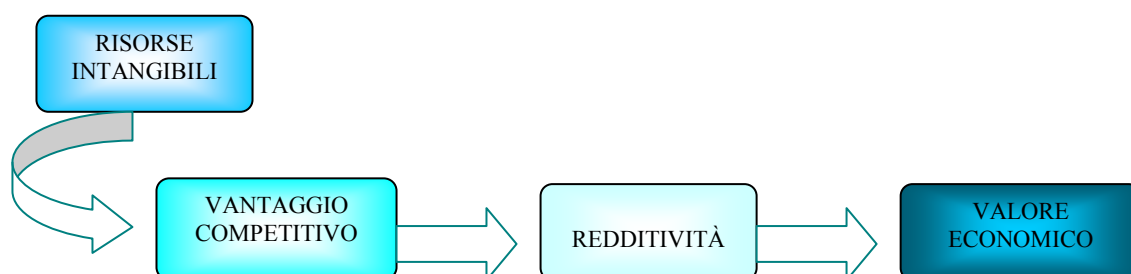 RISORSE
INTANGIBILI
VANTAGGIO
COMPETITIVO
REDDITIVITÀ
VALORE
ECONOMICO